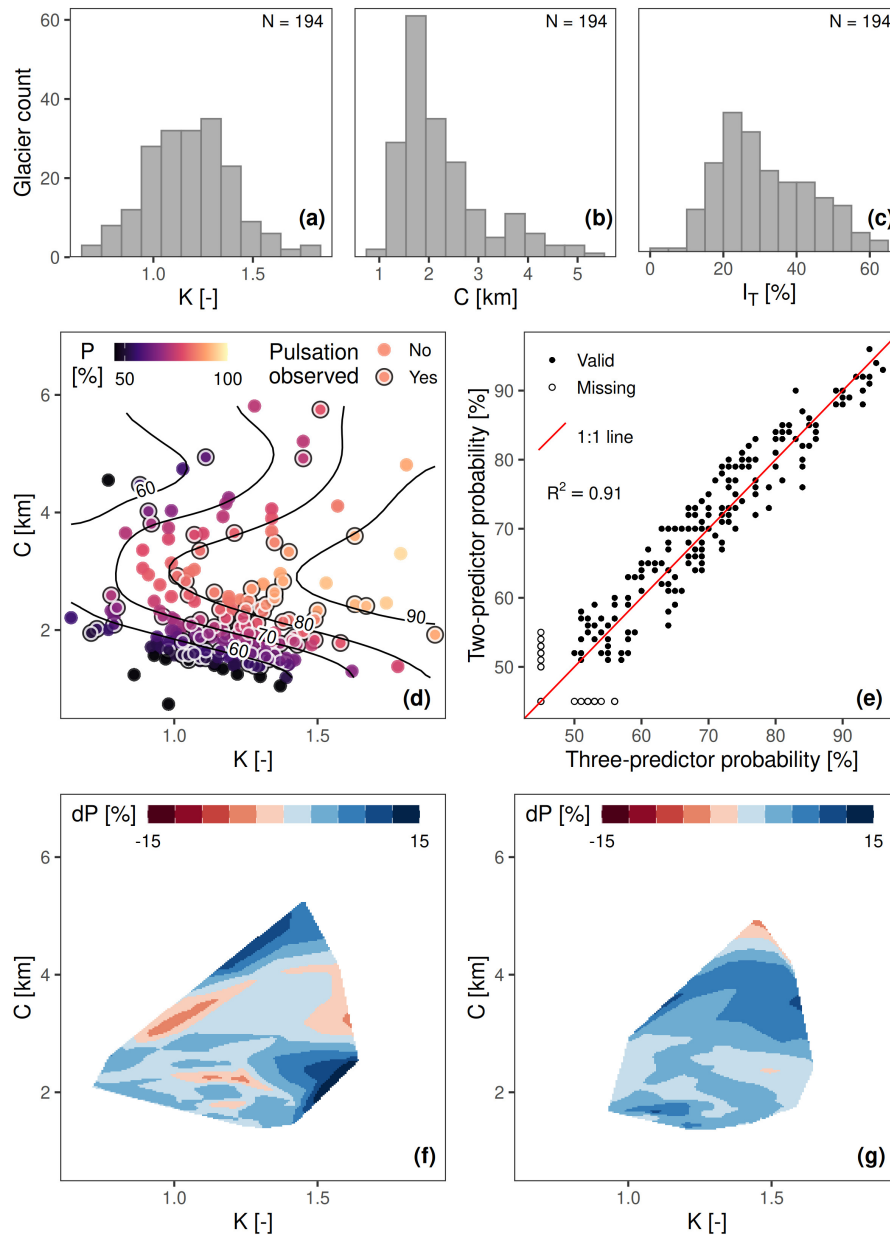 N = 194
N = 194
N = 194
60
40
20
0
Glacier count
(a)
(b)
(c)
1.0
1.5
1
2
3
4
5
0
20
40
60
K [-]
C [km]
I_T [%]
P
[%]
50
100
Pulsation
observed
No
Yes
6
4
2
C [km]
60
90
80
70
60
(d)
1.0
1.5
K [-]
Valid
Missing
1:1 line
R² = 0.91
90
80
70
60
50
Two-predictor probability [%]
(e)
50
60
70
80
90
Three-predictor probability [%]
dP [%]
-15
15
6
4
2
C [km]
(f)
1.0
1.5
K [-]
dP [%]
-15
15
6
4
2
C [km]
(g)
1.0
1.5
K [-]